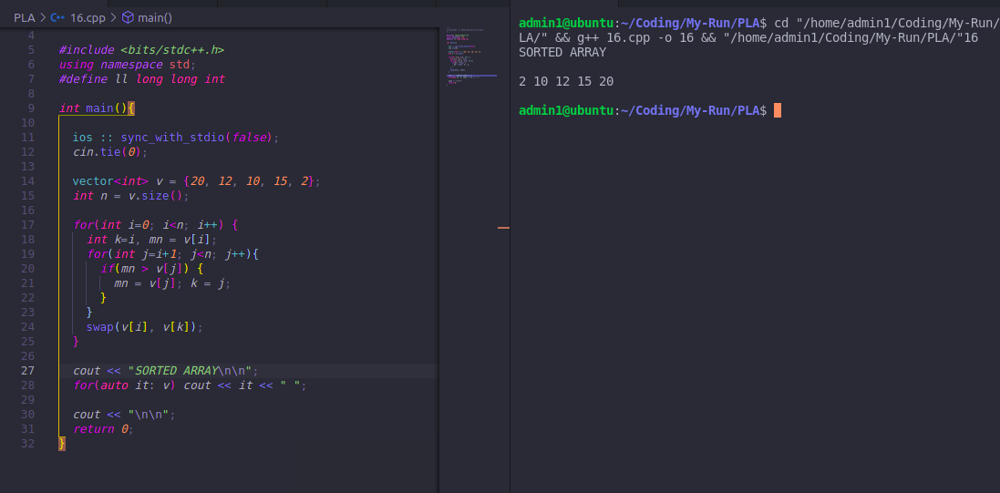 PLA > C++ 16.cpp > main()
4
5 #include <bits/stdc++.h>
6 using namespace std;
7 #define ll long long int
8
9 int main(){
10
11 ios :: sync_with_stdio(false);
12 cin.tie(0);
13
14 vector<int> v = {20, 12, 10, 15, 2};
15 int n = v.size();
16
17 for(int i=0; i<n; i++) {
18 int k=i, mn = v[i];
19 for(int j=i+1; j<n; j++){
20 if(mn > v[j]) {
21 mn = v[j]; k = j;
22 }
23 }
24 swap(v[i], v[k]);
25 }
26
27 cout << "SORTED ARRAY\n\n";
28 for(auto it: v) cout << it << " ";
29
30 cout << "\n\n";
31 return 0;
32 }
admin1@ubuntu:~/Coding/My-Run/PLA$ cd "/home/admin1/Coding/My-Run/
LA/" && g++ 16.cpp -o 16 && "/home/admin1/Coding/My-Run/PLA/"16
SORTED ARRAY
2 10 12 15 20
admin1@ubuntu:~/Coding/My-Run/PLA$